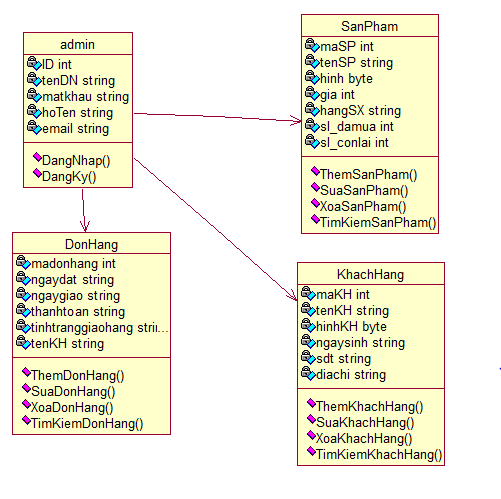 admin
ID int
tenDN string
matkhau string
hoTen string
email string
DangNhap()
DangKy()
SanPham
maSP int
tenSP string
hinh byte
gia int
hangSX string
sl_damua int
sl_conlai int
ThemSanPham()
SuaSanPham()
XoaSanPham()
TimKiemSanPham()
DonHang
madonhang int
ngaydat string
ngaygiao string
thanhtoan string
tinhtranggiaohang strin...
tenKH string
ThemDonHang()
SuaDonHang()
XoaDonHang()
TimKiemDonHang()
KhachHang
maKH int
tenKH string
hinhKH byte
ngaysinh string
sdt string
diachi string
ThemKhachHang()
SuaKhachHang()
XoaKhachHang()
TimKiemKhachHang()